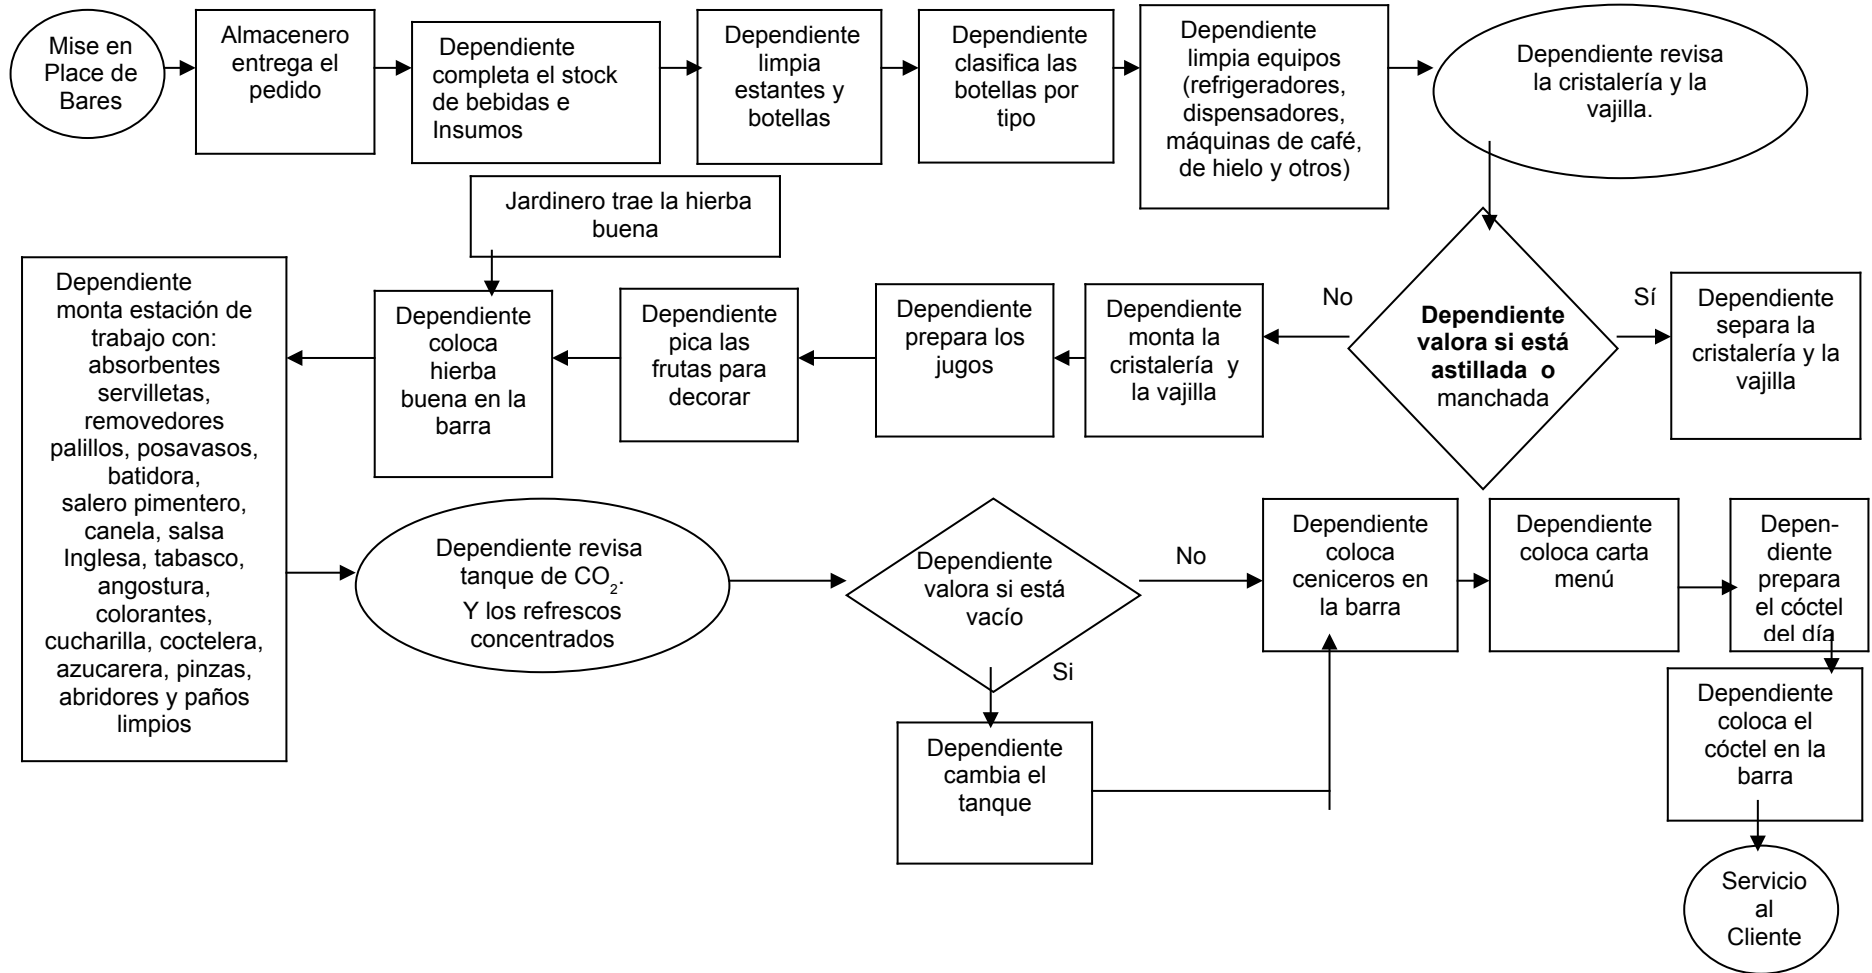 Mise en
Place de
Bares
Almacenero
entrega el
pedido
Dependiente
completa el stock
de bebidas e
Insumos
Dependiente
limpia
estantes y
botellas
Dependiente
clasifica las
botellas por
tipo
Dependiente
limpia equipos
(refrigeradores,
dispensadores,
máquinas de café,
de hielo y otros)
Dependiente revisa
la cristalería y la
vajilla.
Jardinero trae la hierba
buena
Dependiente
valora si está
astillada o
manchada
Sí
Dependiente
separa la
cristalería y la
vajilla
No
Dependiente
monta la
cristalería y
la vajilla
Dependiente
prepara los
jugos
Dependiente
pica las
frutas para
decorar
Dependiente
coloca
hierba
buena en la
barra
Dependiente
monta estación de
trabajo con:
absorbentes
servilletas,
removedores
palillos, posavasos,
batidora,
salero pimentero,
canela, salsa
Inglesa, tabasco,
angostura,
colorantes,
cucharilla, coctelera,
azucarera, pinzas,
abridores y paños
limpios
Dependiente revisa
tanque de CO₂.
Y los refrescos
concentrados
Dependiente
valora si está
vacío
No
Si
Dependiente
cambia el
tanque
Dependiente
coloca
ceniceros en
la barra
Dependiente
coloca carta
menú
Depen-
diente
prepara
el cóctel
del día
Dependiente
coloca el
cóctel en la
barra
Servicio
al
Cliente